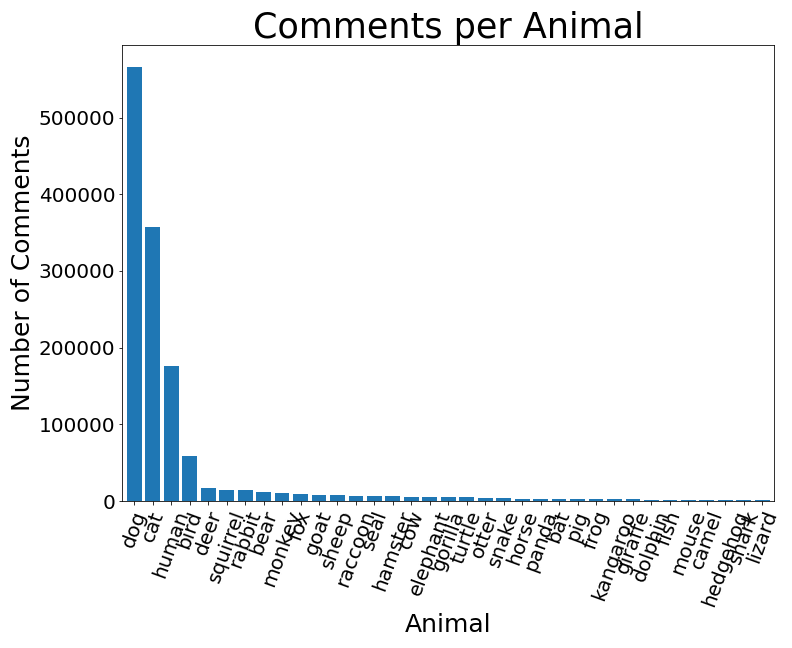 Comments per Animal
Number of Comments
500000
400000
300000
200000
100000
0
dog
cat
human
bird
deer
squirrel
rabbit
bear
monkey
fox
goat
sheep
raccoon
seal
hamster
cow
elephant
gorilla
turtle
otter
snake
horse
panda
bat
pig
frog
kangaroo
giraffe
dolphin
fish
mouse
camel
hedgehog
shark
lizard
Animal